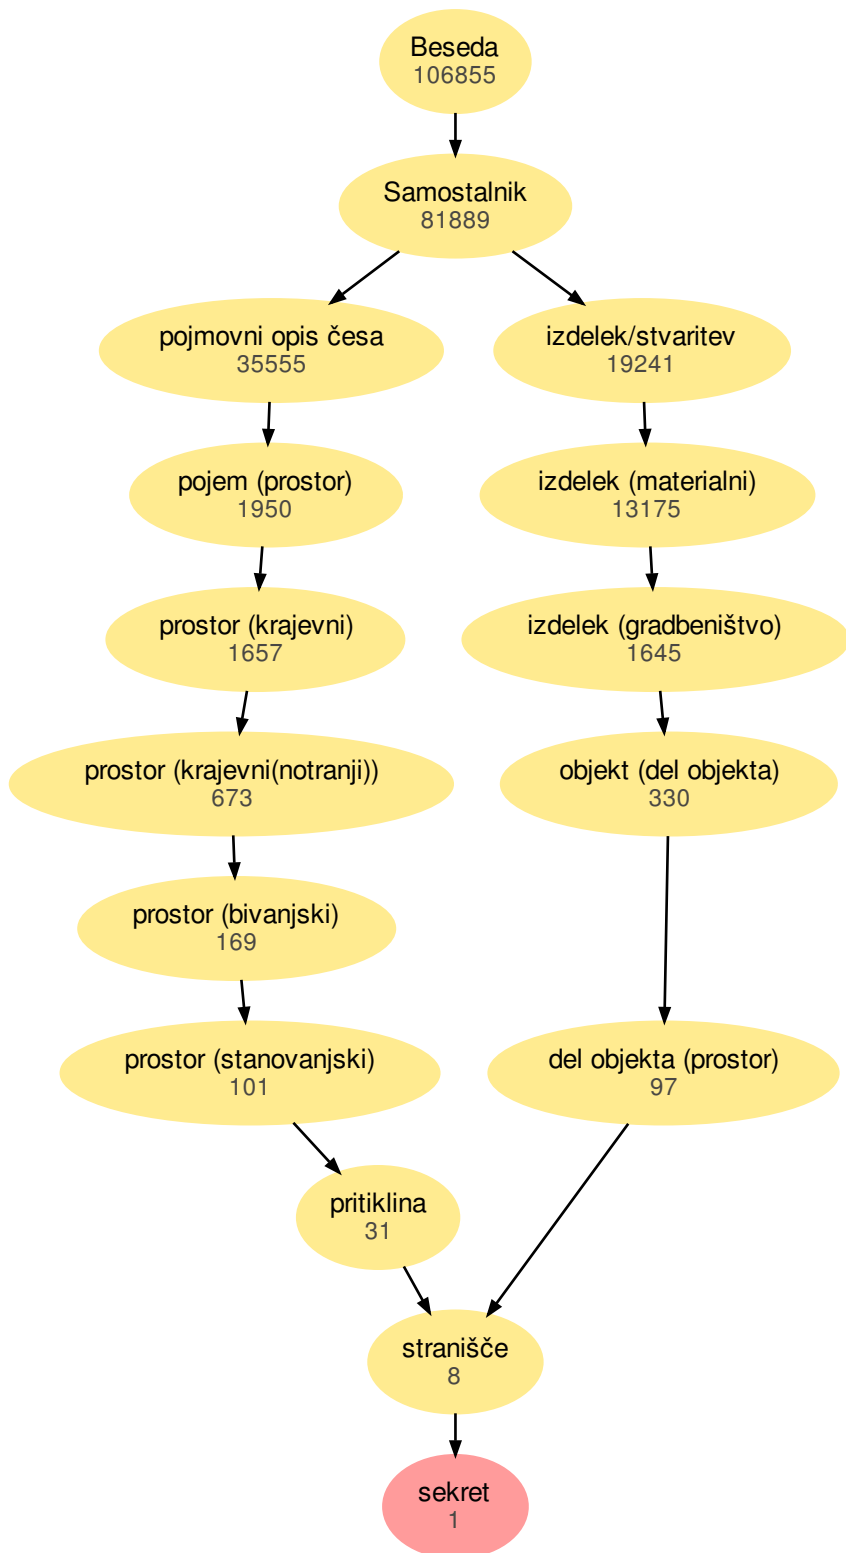 Beseda
106855
Samostalnik
81889
pojmovni opis česa
35555
izdelek/stvaritev
19241
pojem (prostor)
1950
izdelek (materialni)
13175
prostor (krajevni)
1657
izdelek (gradbeništvo)
1645
prostor (krajevni(notranji))
673
objekt (del objekta)
330
prostor (bivanjski)
169
prostor (stanovanjski)
101
del objekta (prostor)
97
pritiklina
31
stranišče
8
sekret
1